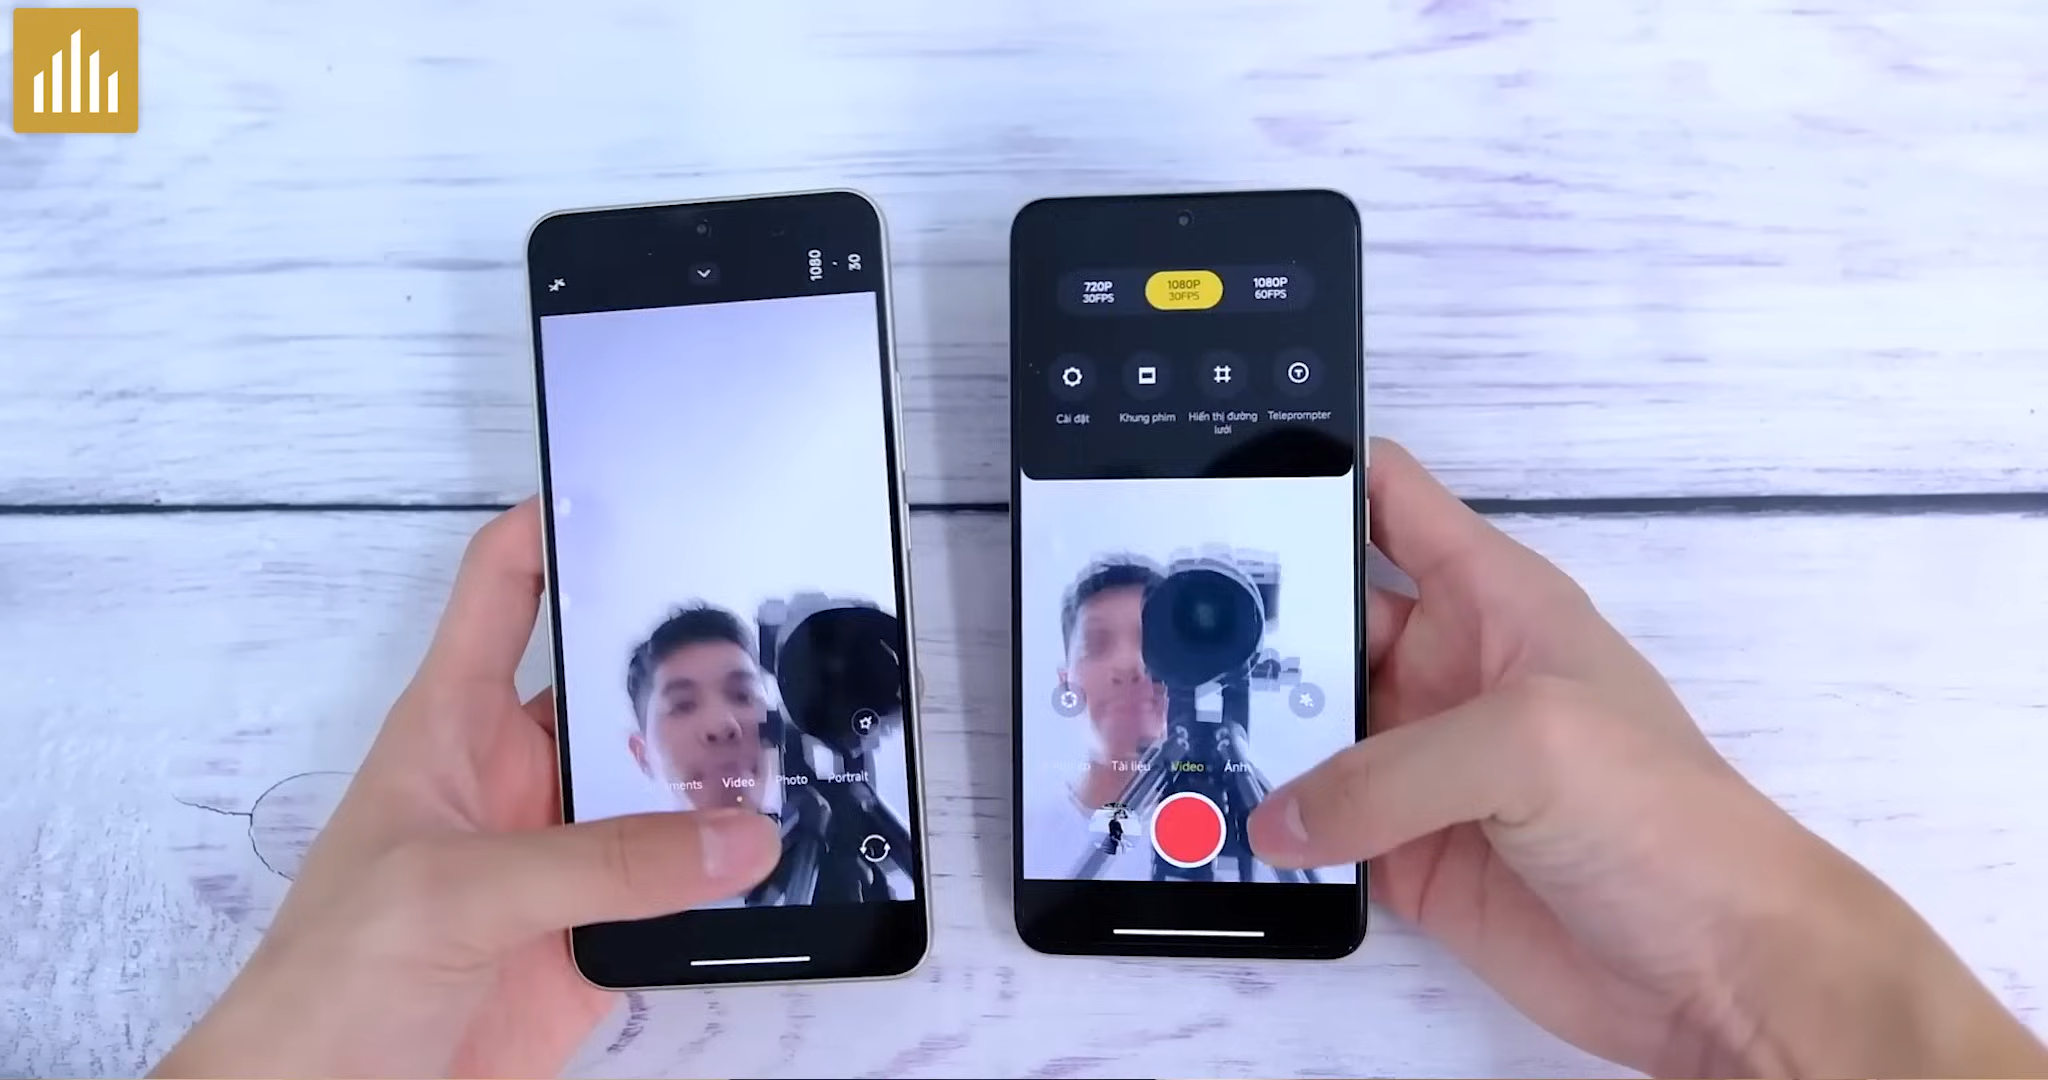 1080
30
ments
Video
Photo
Portrait
720P
30FPS
1080P
30FPS
1080P
60FPS
Cài đặt
Khung phim
Hiển thị đường
lưới
Teleprompter
Tài liệu
Video
Ảnh